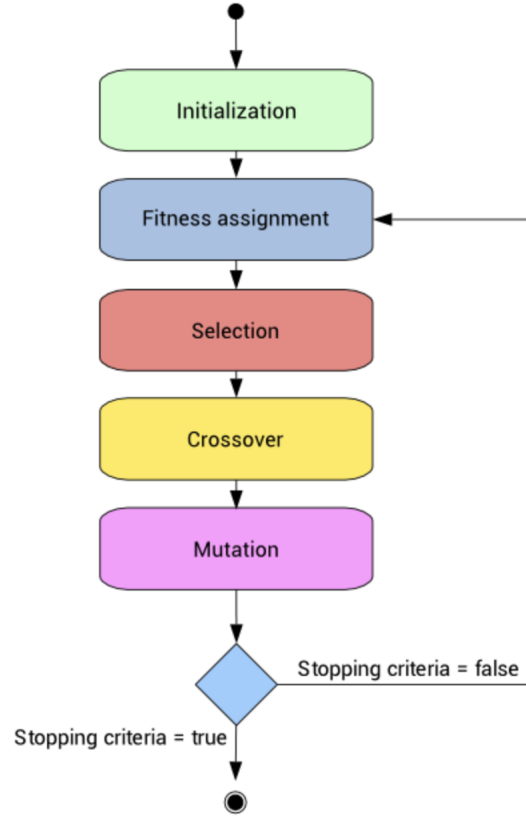 Initialization
Fitness assignment
Selection
Crossover
Mutation
Stopping criteria = false
Stopping criteria = true